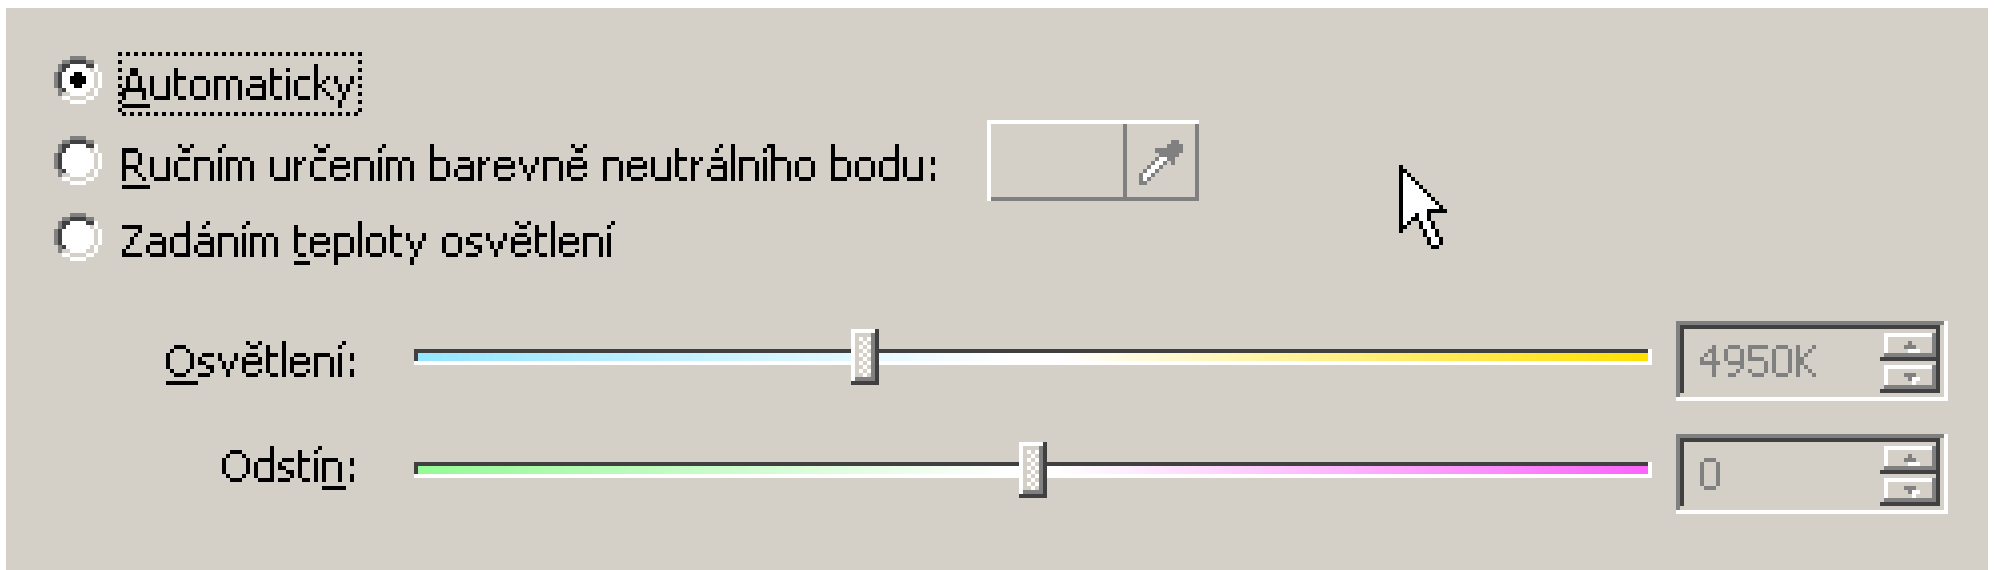 Automaticky
Ručním určením barevně neutrálního bodu:
Zadáním teploty osvětlení
Osvětlení: 4950K
Odstín: 0